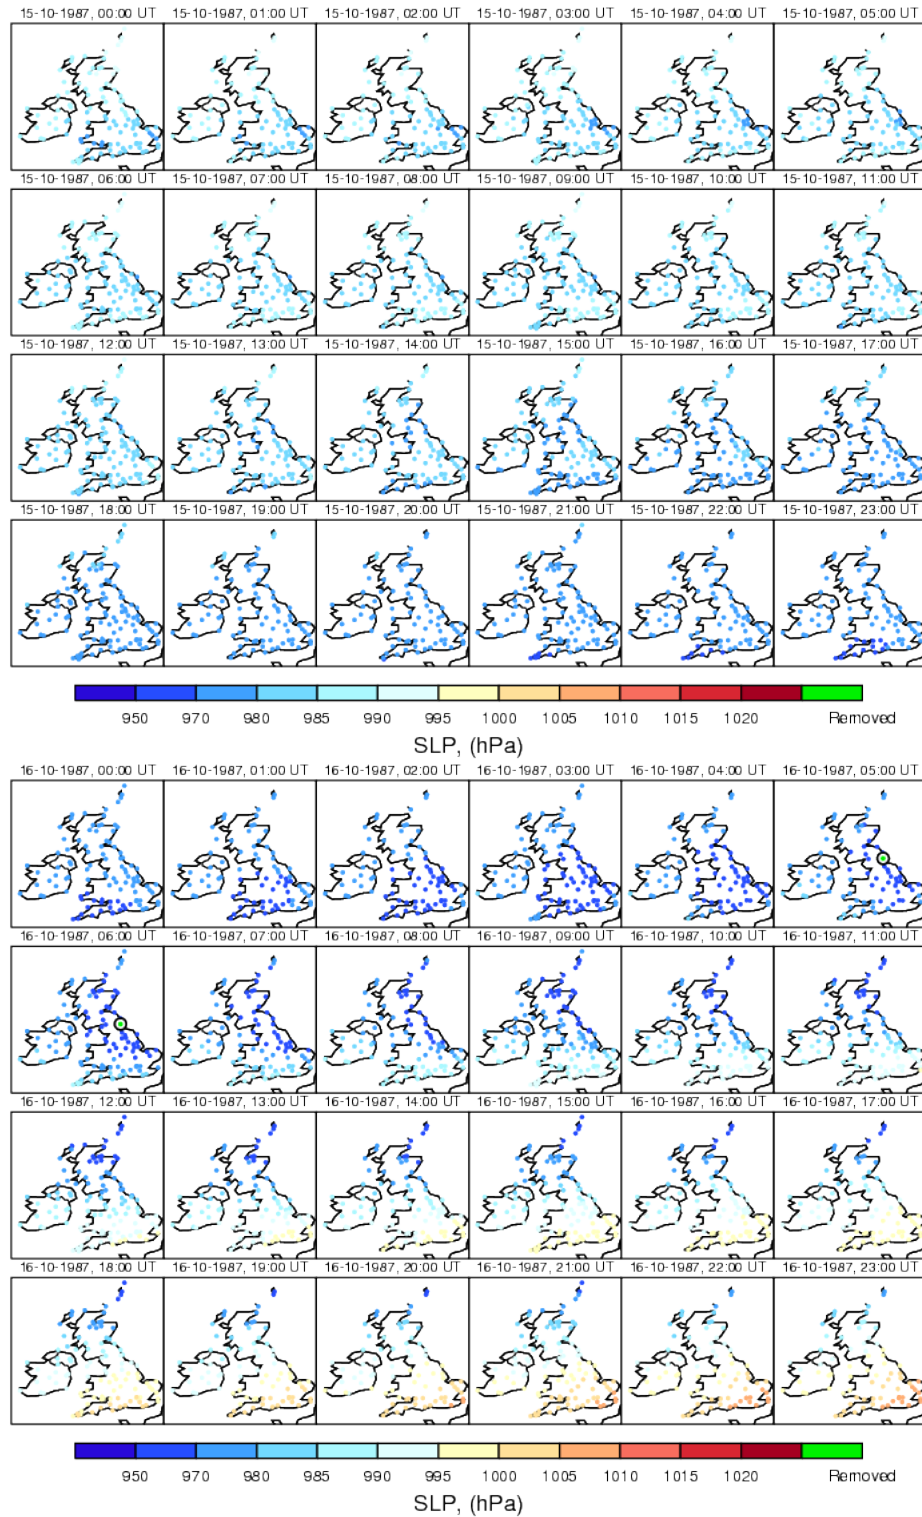 15-10-1987, 00:00 UT 15-10-1987, 01:00 UT 15-10-1987, 02:00 UT 15-10-1987, 03:00 UT 15-10-1987, 04:00 UT 15-10-1987, 05:00 UT
15-10-1987, 06:00 UT 15-10-1987, 07:00 UT 15-10-1987, 08:00 UT 15-10-1987, 09:00 UT 15-10-1987, 10:00 UT 15-10-1987, 11:00 UT
15-10-1987, 12:00 UT 15-10-1987, 13:00 UT 15-10-1987, 14:00 UT 15-10-1987, 15:00 UT 15-10-1987, 16:00 UT 15-10-1987, 17:00 UT
15-10-1987, 18:00 UT 15-10-1987, 19:00 UT 15-10-1987, 20:00 UT 15-10-1987, 21:00 UT 15-10-1987, 22:00 UT 15-10-1987, 23:00 UT
950 970 980 985 990 995 1000 1005 1010 1015 1020 Removed
SLP, (hPa)
16-10-1987, 00:00 UT 16-10-1987, 01:00 UT 16-10-1987, 02:00 UT 16-10-1987, 03:00 UT 16-10-1987, 04:00 UT 16-10-1987, 05:00 UT
16-10-1987, 06:00 UT 16-10-1987, 07:00 UT 16-10-1987, 08:00 UT 16-10-1987, 09:00 UT 16-10-1987, 10:00 UT 16-10-1987, 11:00 UT
16-10-1987, 12:00 UT 16-10-1987, 13:00 UT 16-10-1987, 14:00 UT 16-10-1987, 15:00 UT 16-10-1987, 16:00 UT 16-10-1987, 17:00 UT
16-10-1987, 18:00 UT 16-10-1987, 19:00 UT 16-10-1987, 20:00 UT 16-10-1987, 21:00 UT 16-10-1987, 22:00 UT 16-10-1987, 23:00 UT
950 970 980 985 990 995 1000 1005 1010 1015 1020 Removed
SLP, (hPa)